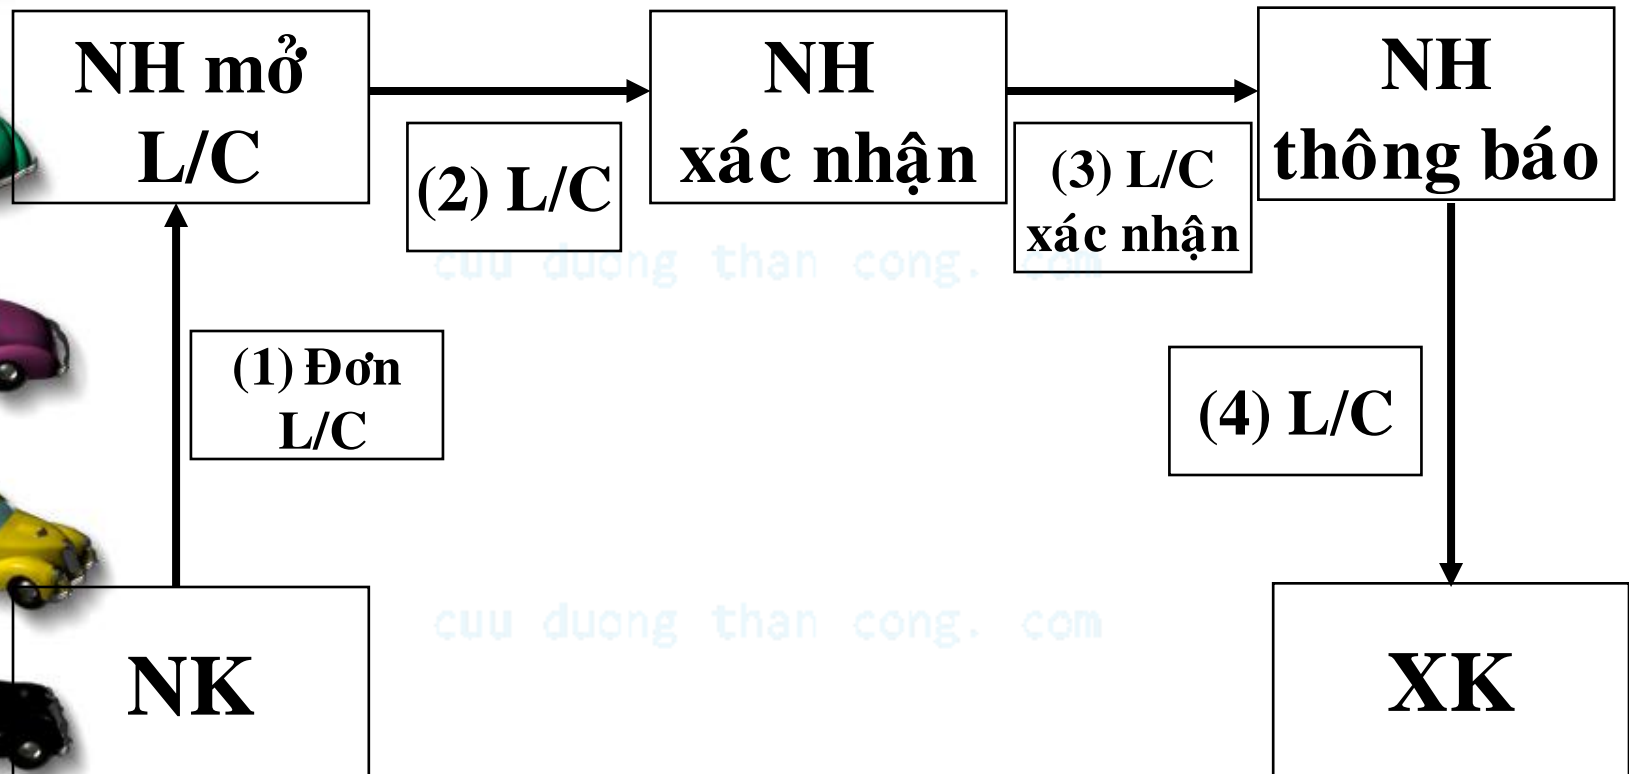 NH mở
L/C
NH
xác nhận
NH
thông báo
(2) L/C
(3) L/C
xác nhận
cuu duong than cong. com
(1) Đơn
L/C
(4) L/C
cuu duong than cong. com
NK
XK